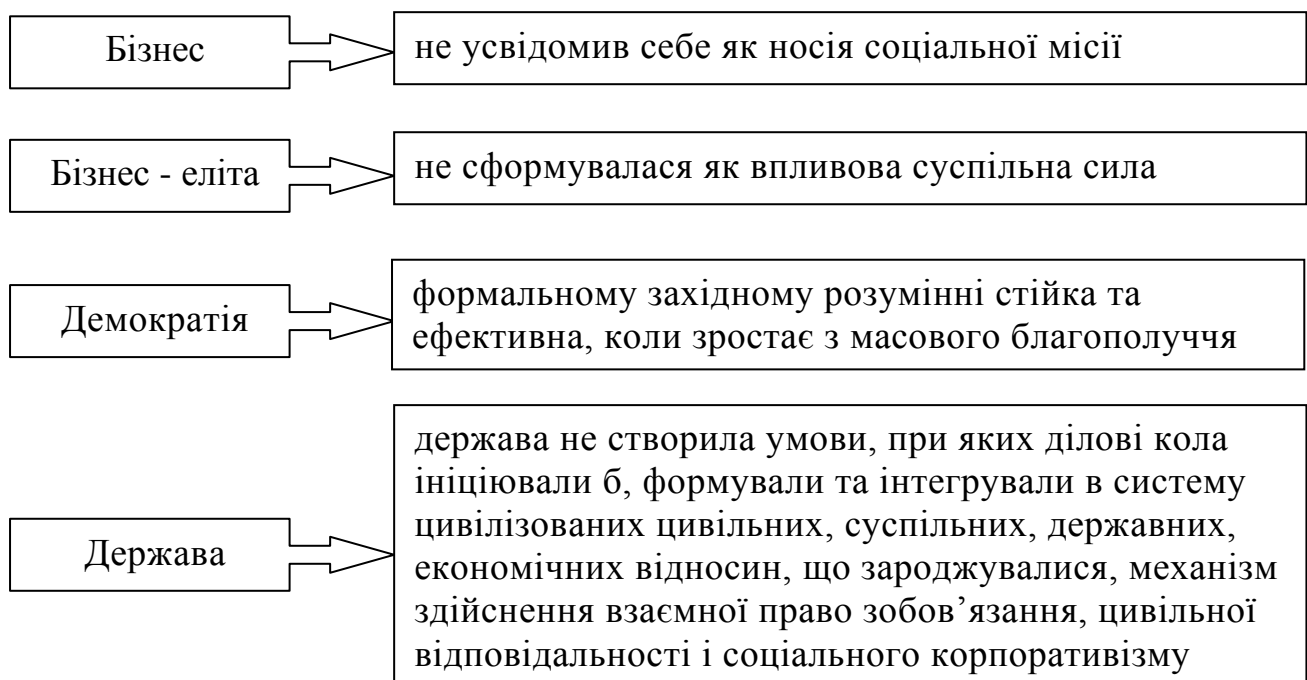 Бізнес
не усвідомив себе як носія соціальної місії
Бізнес - еліта
не сформувалася як впливова суспільна сила
Демократія
формальному західному розумінні стійка та
ефективна, коли зростає з масового благополуччя
Держава
держава не створила умови, при яких ділові кола
ініціювали б, формували та інтегрували в систему
цивілізованих цивільних, суспільних, державних,
економічних відносин, що зароджувалися, механізм
здійснення взаємної право зобов’язання, цивільної
відповідальності і соціального корпоративізму